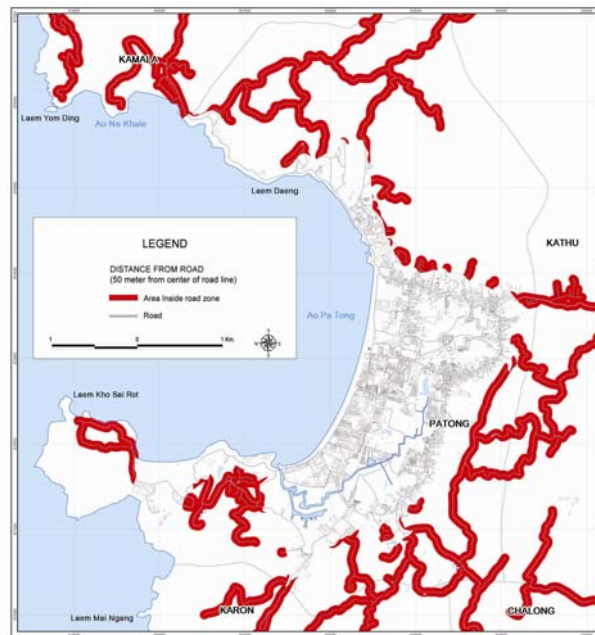 KAMALA
Laem Yom Ding
Ao Na Khale
Laem Daeng
KATHU
LEGEND
DISTANCE FROM ROAD
(50 meter from center of road line)
Area Inside road zone
Road
1 0 1 Km.
Ao Pa Tong
Laem Kho Sai Rot
PATONG
KARON
CHALONG
Laem Mai Ngang